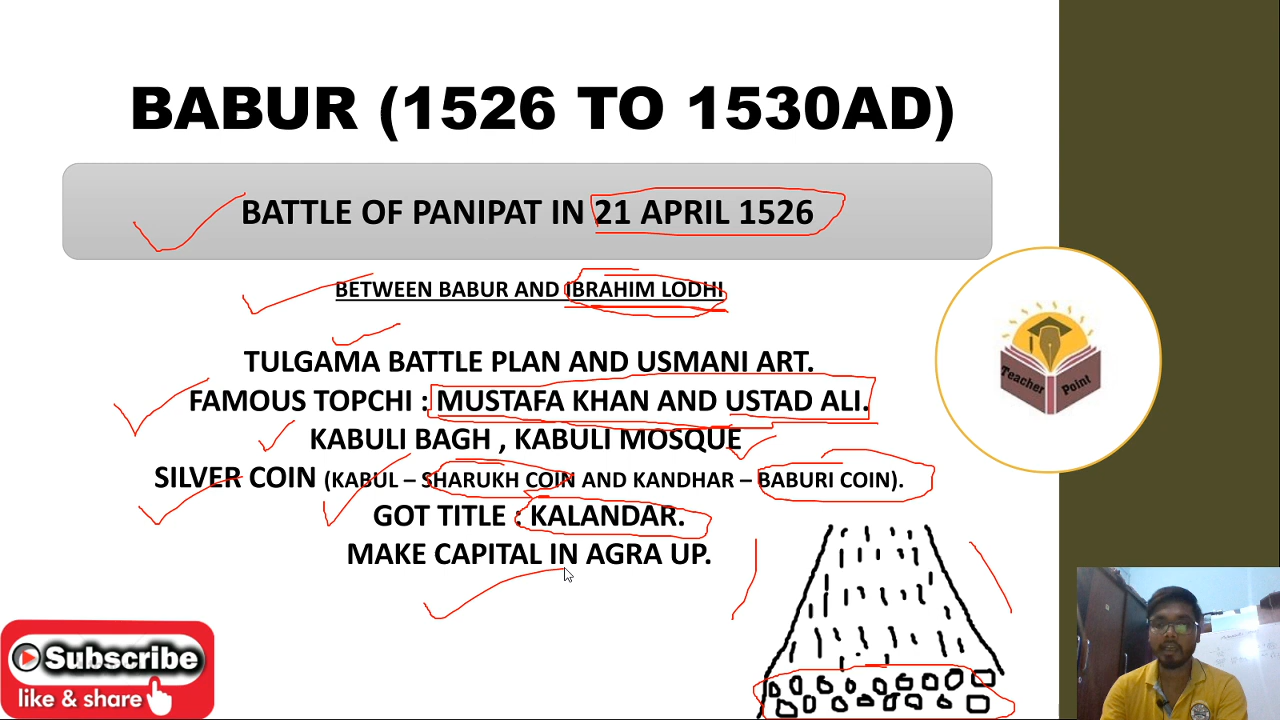 BABUR (1526 TO 1530AD)
BATTLE OF PANIPAT IN 21 APRIL 1526
BETWEEN BABUR AND IBRAHIM LODHI
TULGAMA BATTLE PLAN AND USMANI ART.
FAMOUS TOPCHI : MUSTAFA KHAN AND USTAD ALI.
KABULI BAGH , KABULI MOSQUE
SILVER COIN (KABUL – SHARUKH COIN AND KANDHAR – BABURI COIN).
GOT TITLE : KALANDAR.
MAKE CAPITAL IN AGRA UP.
Teacher Point
Subscribe
like & share